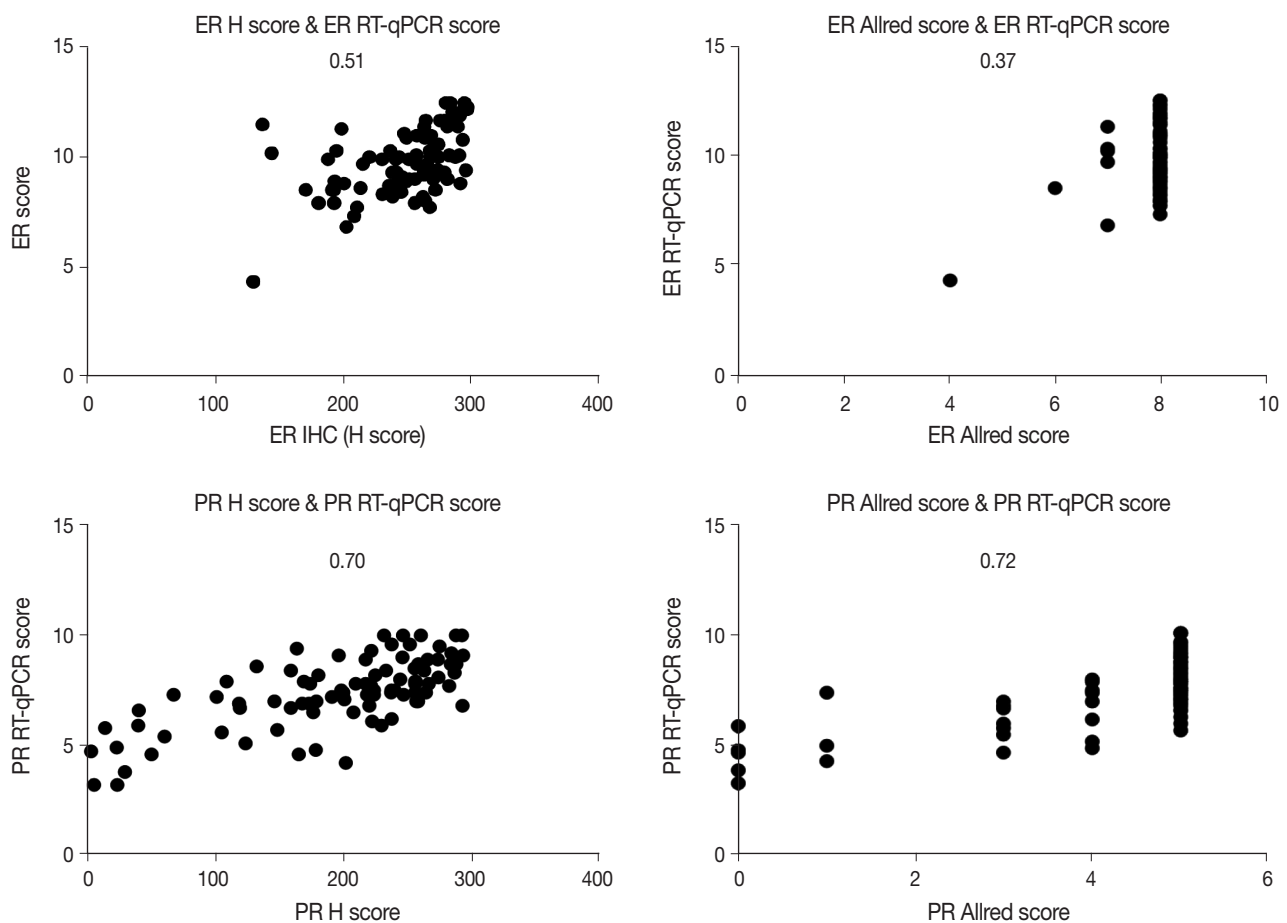 ER H score & ER RT-qPCR score
0.51
15
10
5
0
ER score
0 100 200 300 400
ER IHC (H score)
ER Allred score & ER RT-qPCR score
0.37
15
10
5
0
ER RT-qPCR score
0 2 4 6 8 10
ER Allred score
PR H score & PR RT-qPCR score
0.70
15
10
5
0
PR RT-qPCR score
0 100 200 300 400
PR H score
PR Allred score & PR RT-qPCR score
0.72
15
10
5
0
PR RT-qPCR score
0 2 4 6
PR Allred score